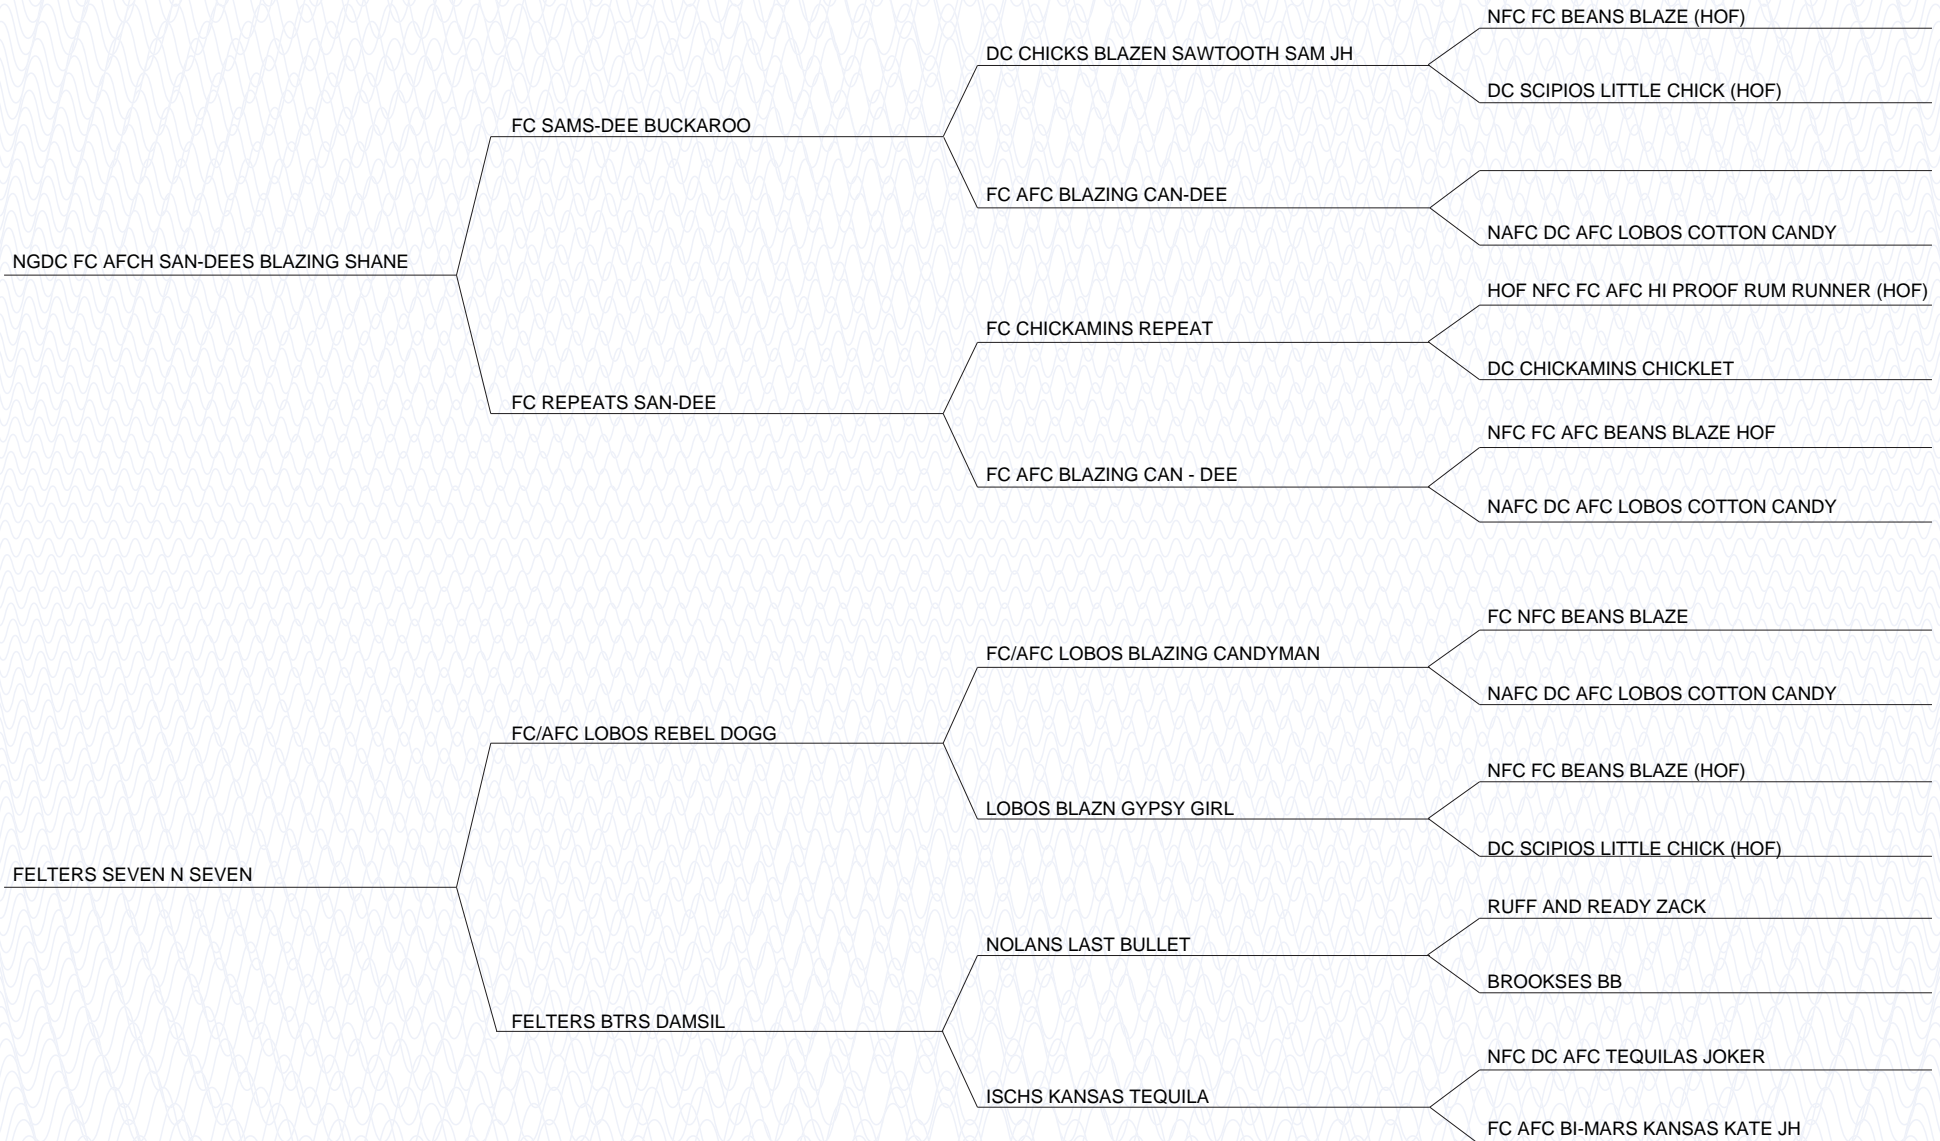 NFC FC BEANS BLAZE (HOF)
DC CHICKS BLAZEN SAWTOOTH SAM JH
DC SCIPIOS LITTLE CHICK (HOF)
FC SAMS-DEE BUCKAROO
FC AFC BLAZING CAN-DEE
NAFC DC AFC LOBOS COTTON CANDY
NGDC FC AFCH SAN-DEES BLAZING SHANE
HOF NFC FC AFC HI PROOF RUM RUNNER (HOF)
FC CHICKAMINS REPEAT
DC CHICKAMINS CHICKLET
FC REPEATS SAN-DEE
NFC FC AFC BEANS BLAZE HOF
FC AFC BLAZING CAN - DEE
NAFC DC AFC LOBOS COTTON CANDY
FC NFC BEANS BLAZE
FC/AFC LOBOS BLAZING CANDYMAN
NAFC DC AFC LOBOS COTTON CANDY
FC/AFC LOBOS REBEL DOGG
NFC FC BEANS BLAZE (HOF)
LOBOS BLAZN GYPSY GIRL
DC SCIPIOS LITTLE CHICK (HOF)
FELTERS SEVEN N SEVEN
RUFF AND READY ZACK
NOLANS LAST BULLET
BROOKSES BB
FELTERS BTRS DAMSIL
NFC DC AFC TEQUILAS JOKER
ISCHS KANSAS TEQUILA
FC AFC BI-MARS KANSAS KATE JH